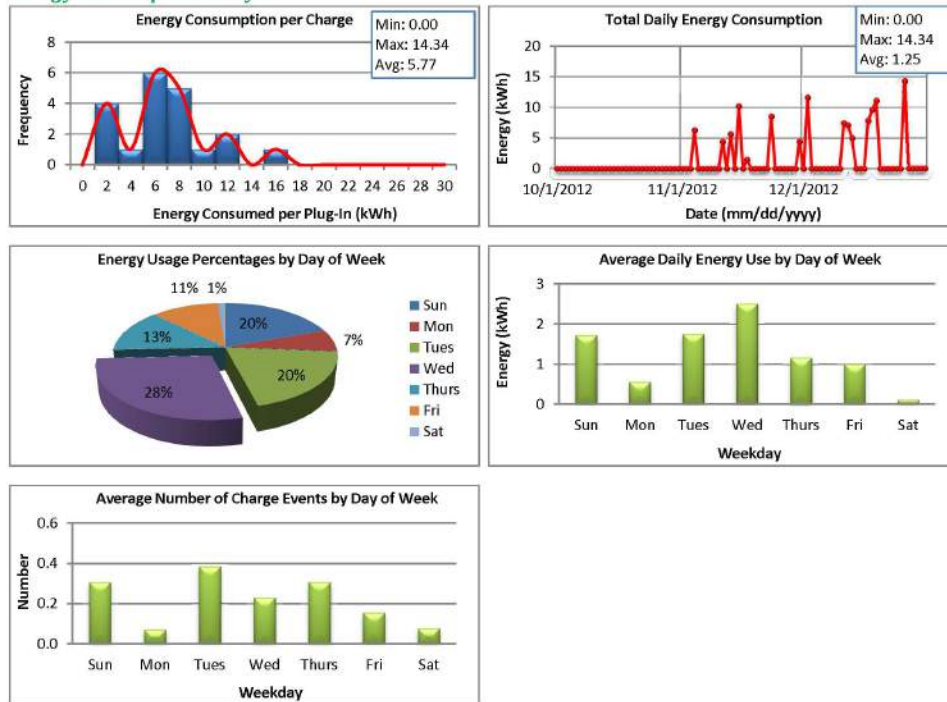 Energy Consumption per Charge
Min: 0.00
Max: 14.34
Avg: 5.77
Frequency
8
6
4
2
0
0 2 4 6 8 10 12 14 16 18 20 22 24 26 28 30
Energy Consumed per Plug-In (kWh)
Total Daily Energy Consumption
Min: 0.00
Max: 14.34
Avg: 1.25
Energy (kWh)
20
15
10
5
0
10/1/2012 11/1/2012 12/1/2012
Date (mm/dd/yyyy)
Energy Usage Percentages by Day of Week
11% 1%
20%
7%
13%
20%
28%
Sun
Mon
Tues
Wed
Thurs
Fri
Sat
Average Daily Energy Use by Day of Week
Energy (kWh)
3
2
1
0
Sun Mon Tues Wed Thurs Fri Sat
Weekday
Average Number of Charge Events by Day of Week
Number
0.6
0.4
0.2
0.0
Sun Mon Tues Wed Thurs Fri Sat
Weekday